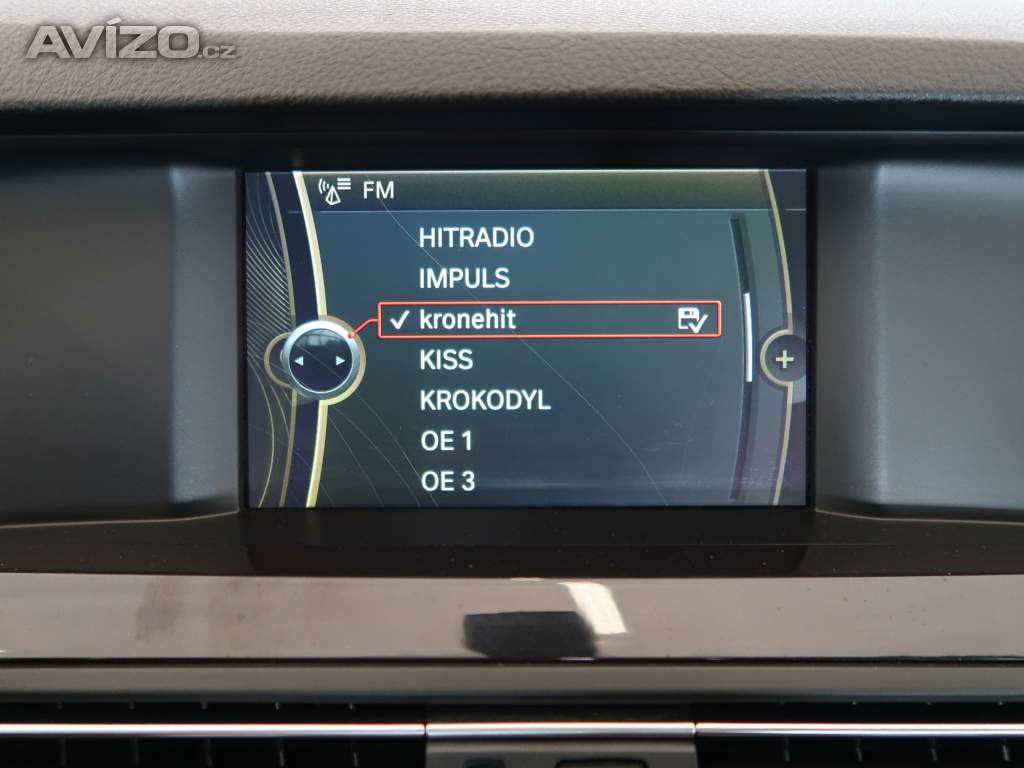 AVÍZO.cz
FM
HITRADIO
IMPULS
kronehit
KISS
KROKODYL
OE 1
OE 3